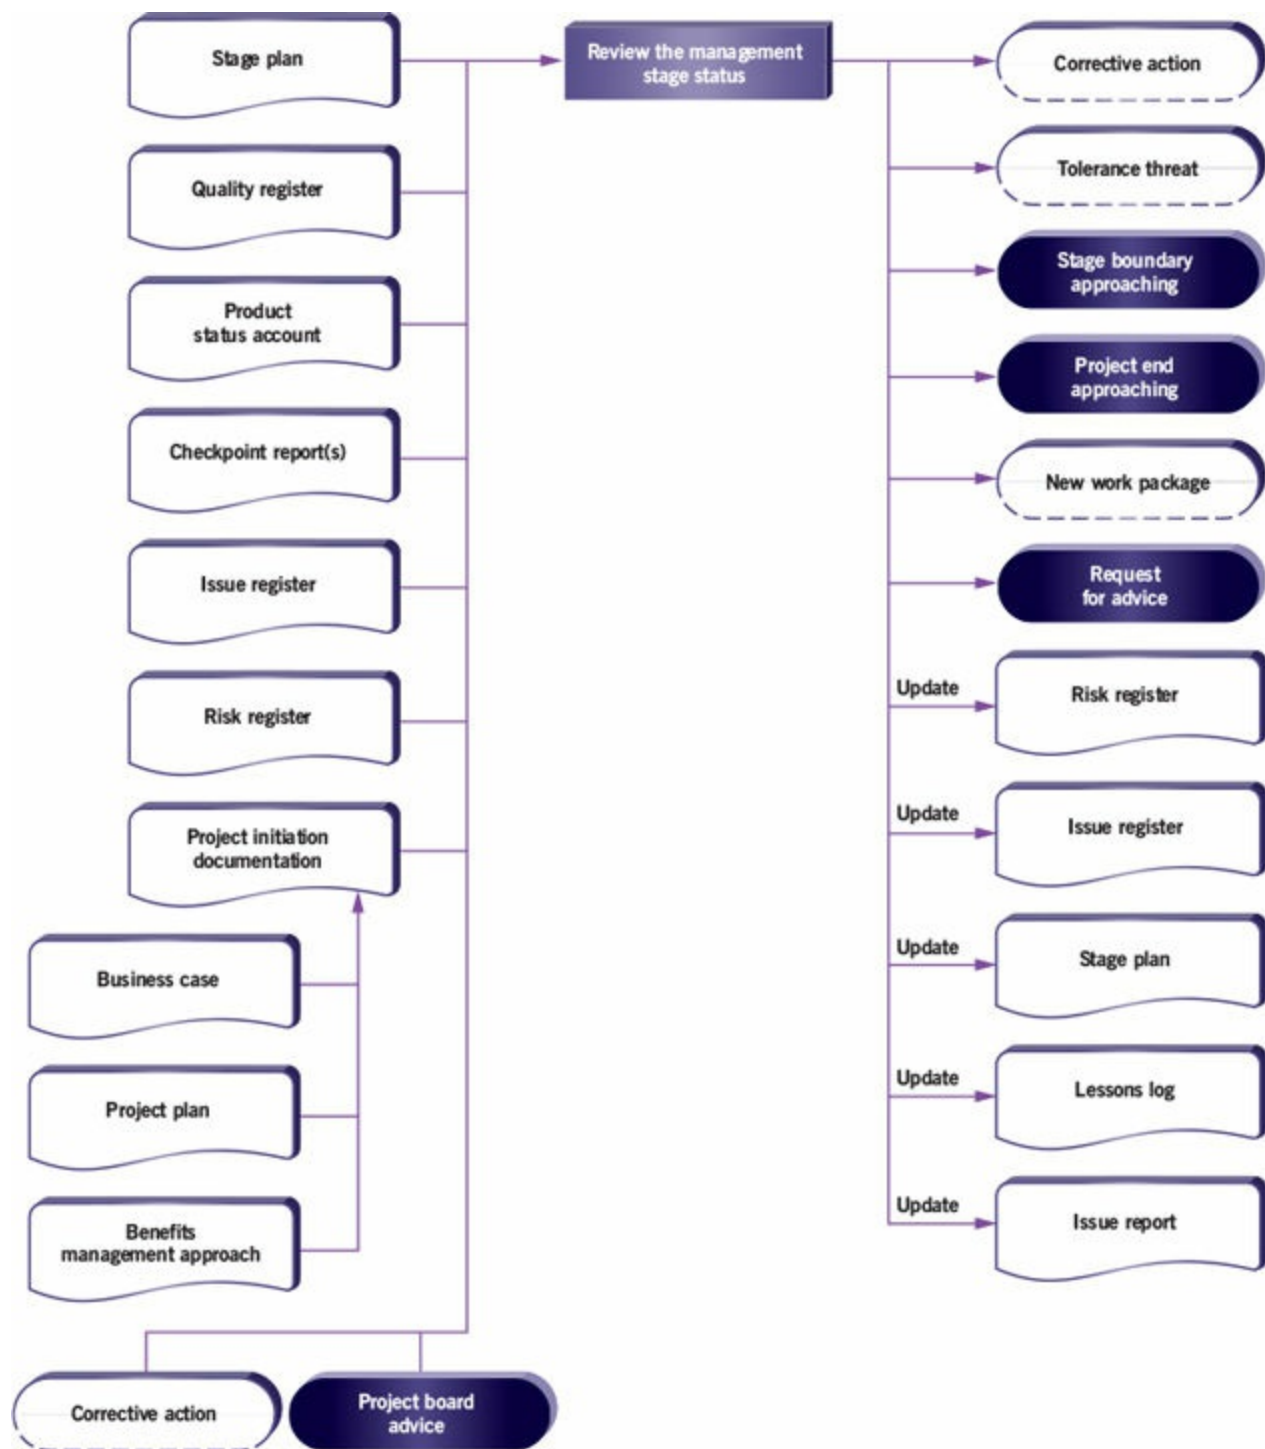 Stage plan
Quality register
Product
status account
Checkpoint report(s)
Issue register
Risk register
Project initiation
documentation
Business case
Project plan
Benefits
management approach
Corrective action
Project board
advice
Review the management
stage status
Corrective action
Tolerance threat
Stage boundary
approaching
Project end
approaching
New work package
Request
for advice
Update
Risk register
Update
Issue register
Update
Stage plan
Update
Lessons log
Update
Issue report